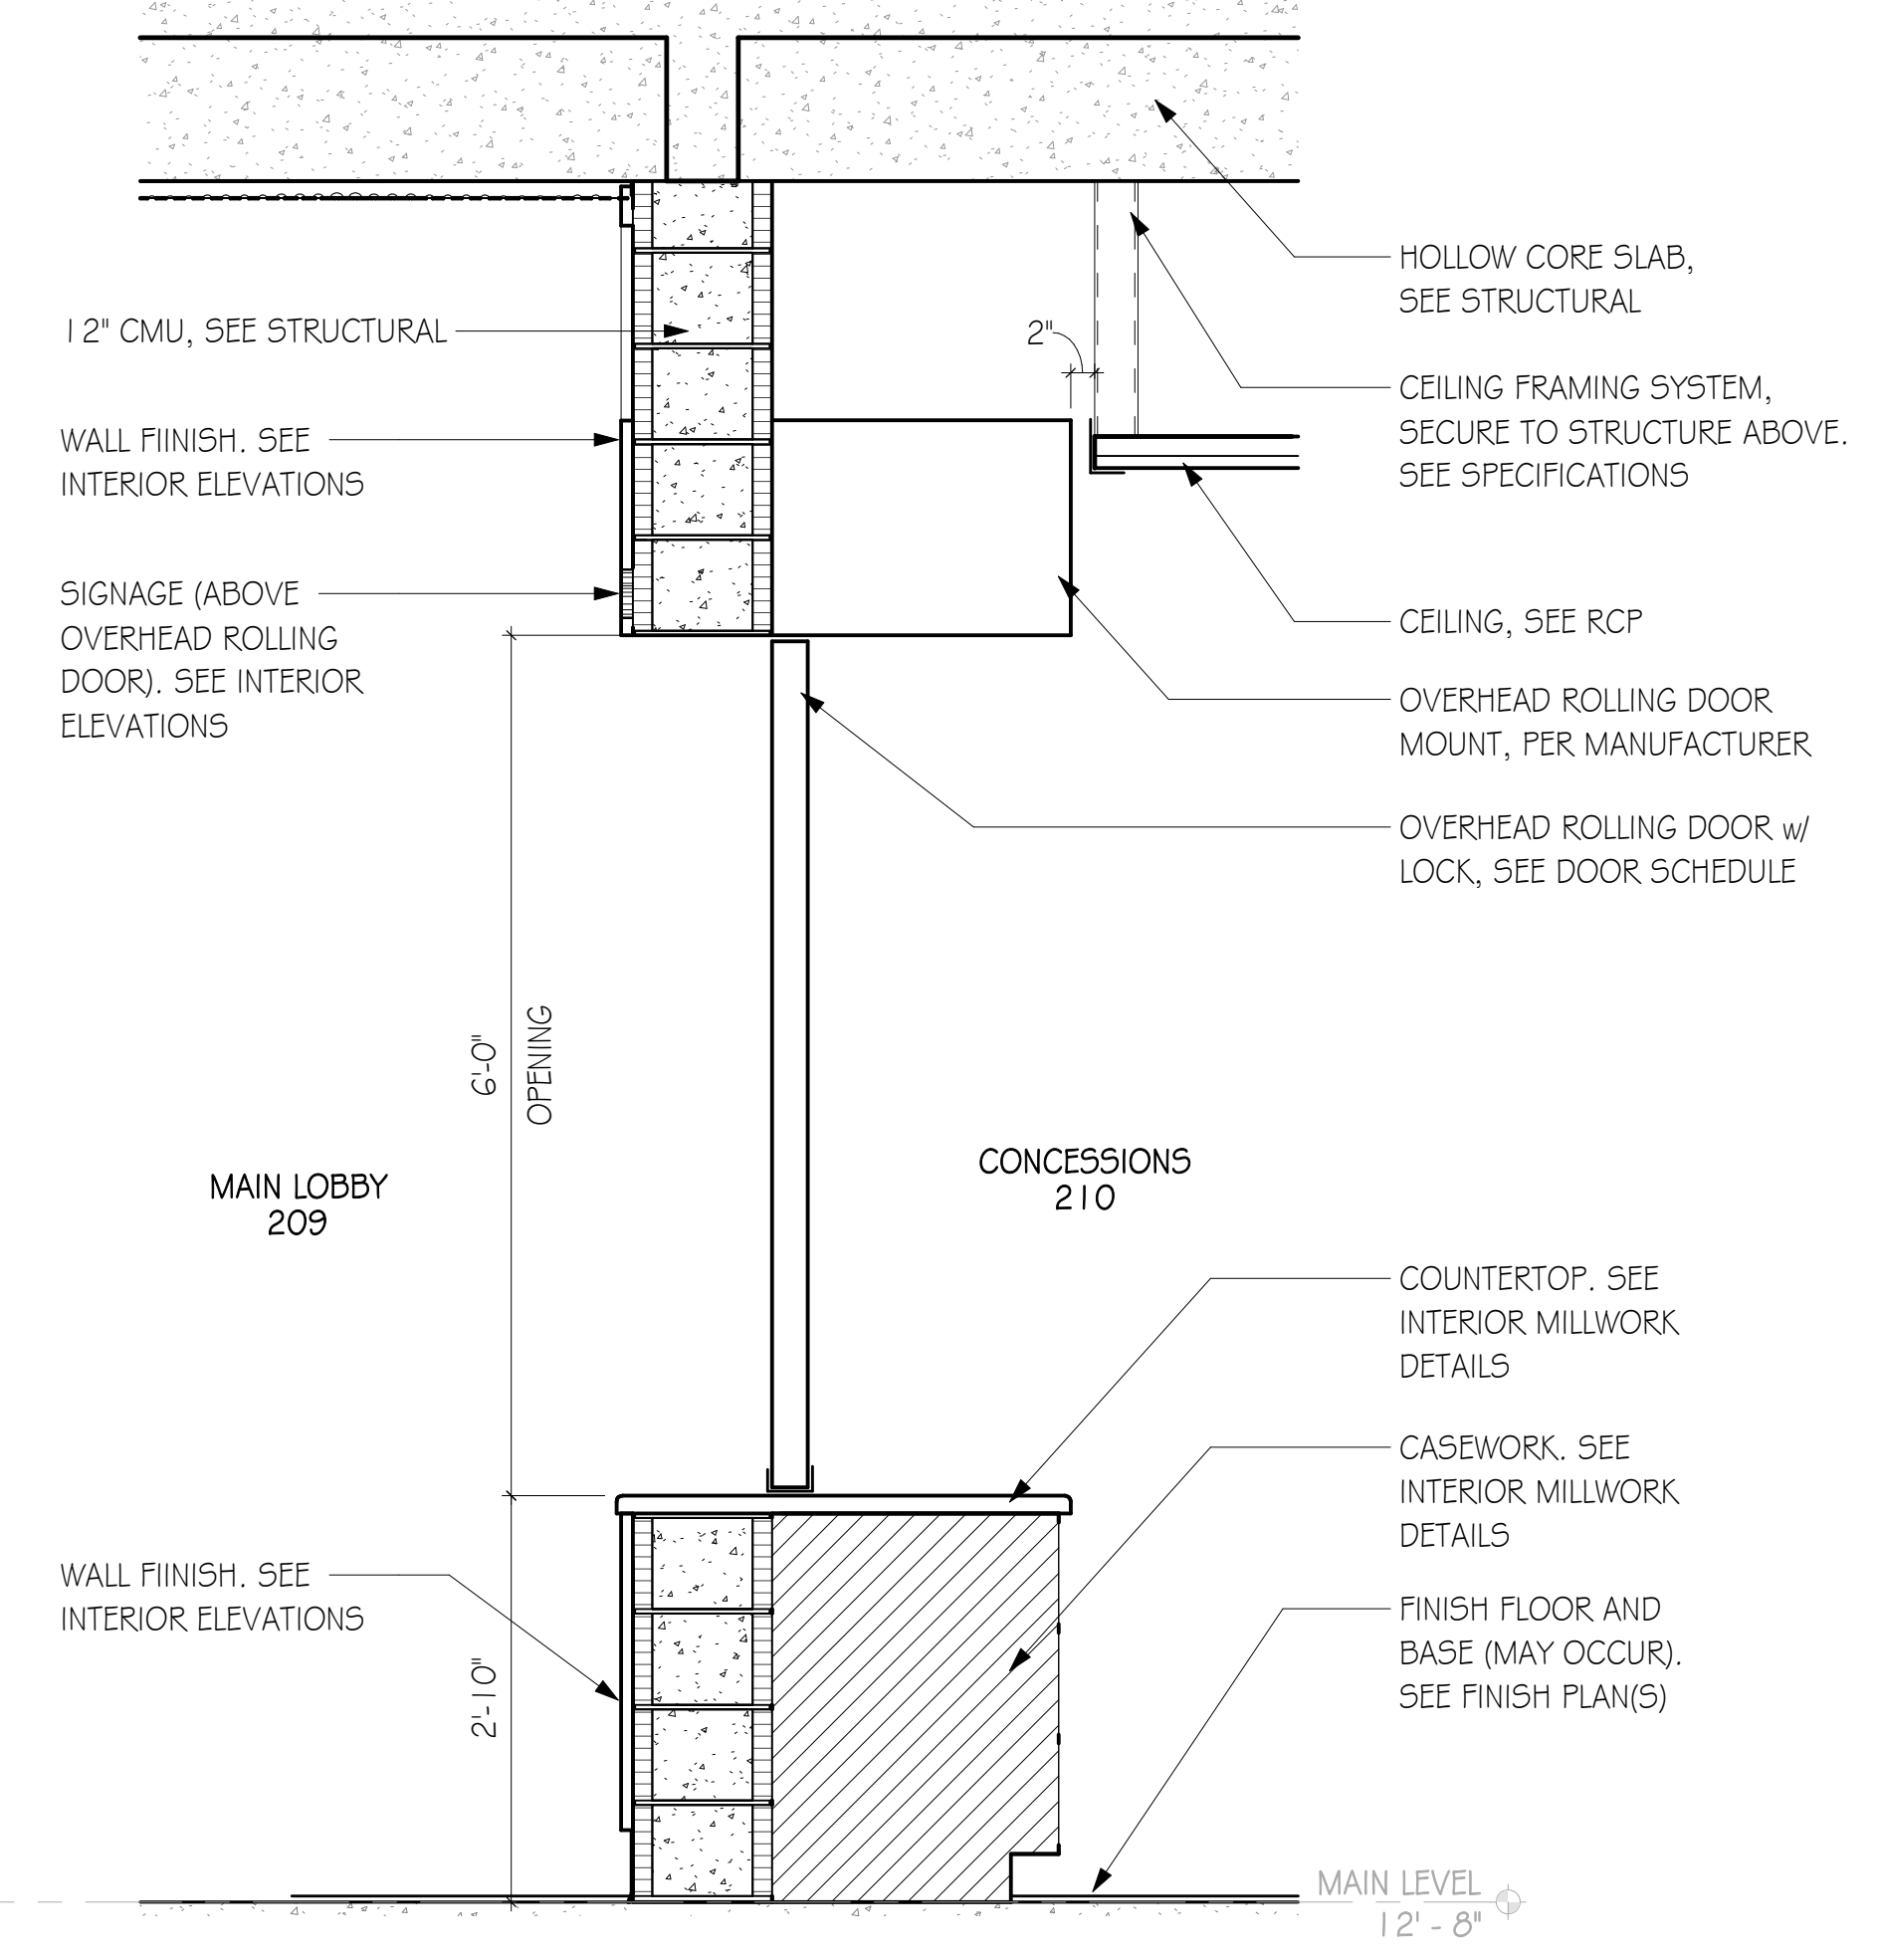 HOLLOW CORE SLAB,
SEE STRUCTURAL
12" CMU, SEE STRUCTURAL
2"
CEILING FRAMING SYSTEM,
SECURE TO STRUCTURE ABOVE.
SEE SPECIFICATIONS
WALL FIINISH. SEE
INTERIOR ELEVATIONS
SIGNAGE (ABOVE
OVERHEAD ROLLING
DOOR). SEE INTERIOR
ELEVATIONS
CEILING, SEE RCP
OVERHEAD ROLLING DOOR
MOUNT, PER MANUFACTURER
OVERHEAD ROLLING DOOR w/
LOCK, SEE DOOR SCHEDULE
6'-0"
OPENING
MAIN LOBBY
209
CONCESSIONS
210
COUNTERTOP. SEE
INTERIOR MILLWORK
DETAILS
CASEWORK. SEE
INTERIOR MILLWORK
DETAILS
WALL FIINISH. SEE
INTERIOR ELEVATIONS
2'-10"
FINISH FLOOR AND
BASE (MAY OCCUR).
SEE FINISH PLAN(S)
MAIN LEVEL
12' - 8"